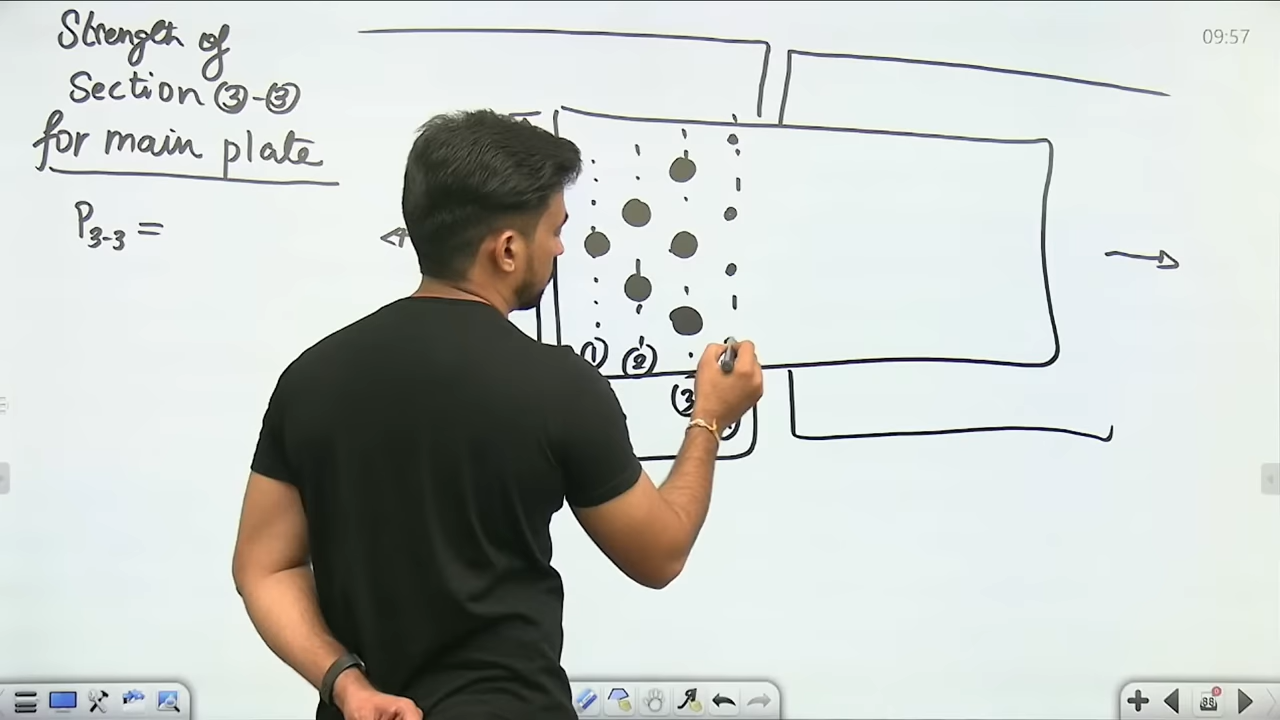 Strength of
Section ③-③
for main plate
P3-3 =
① ②
③
09:57